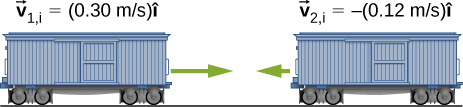 v⃗₁,ᵢ = (0.30 m/s)î
v⃗₂,ᵢ = –(0.12 m/s)î